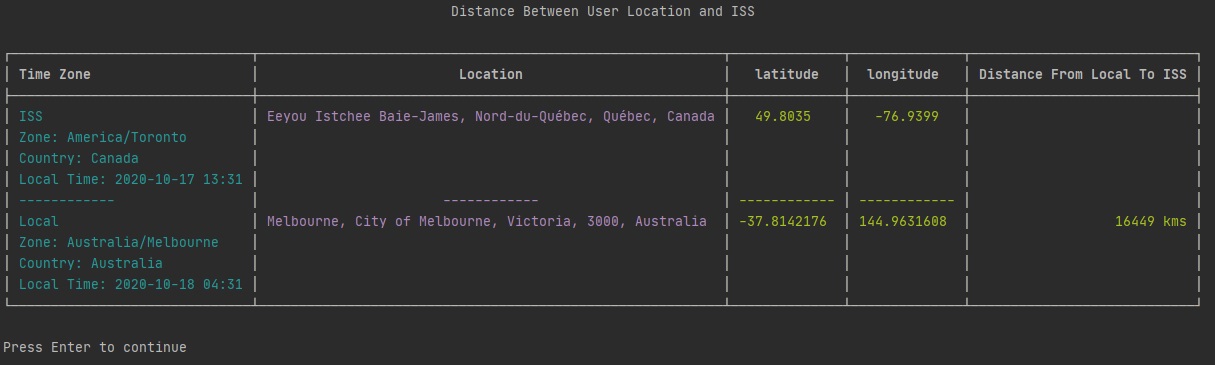 Distance Between User Location and ISS
Time Zone Location latitude longitude Distance From Local To ISS
ISS Eeyou Istchee Baie-James, Nord-du-Québec, Québec, Canada 49.8035 -76.9399
Zone: America/Toronto
Country: Canada
Local Time: 2020-10-17 13:31
------------ ------------ ------------ ------------
Local Melbourne, City of Melbourne, Victoria, 3000, Australia -37.8142176 144.9631608 16449 kms
Zone: Australia/Melbourne
Country: Australia
Local Time: 2020-10-18 04:31
Press Enter to continue